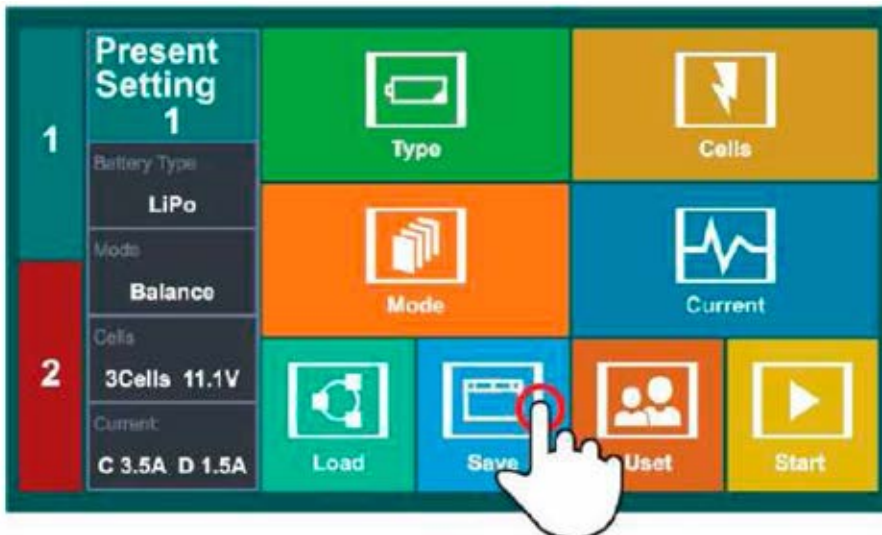 1
2
Present
Setting
1
Battery Type
LiPo
Mode
Balance
Cells
3Cells 11.1V
Current
C 3.5A D 1.5A
Type
Cells
Mode
Current
Load
Save
Uset
Start